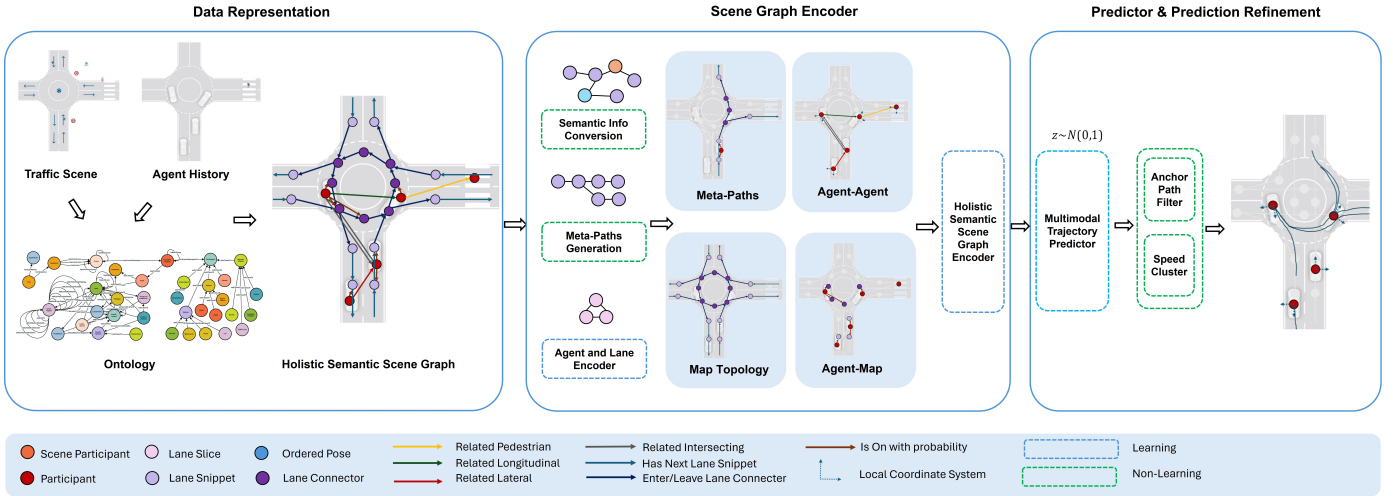 Data Representation
Scene Graph Encoder
Predictor & Prediction Refinement
Traffic Scene
Agent History
Ontology
Holistic Semantic Scene Graph
Semantic Info
Conversion
Meta-Paths
Generation
Agent and Lane
Encoder
Meta-Paths
Agent-Agent
Map Topology
Agent-Map
Holistic
Semantic
Scene
Graph
Encoder
z~N(0,1)
Multimodal
Trajectory
Predictor
Anchor
Path
Filter
Speed
Cluster
Scene Participant
Participant
Lane Slice
Lane Snippet
Ordered Pose
Lane Connector
Related Pedestrian
Related Longitudinal
Related Lateral
Related Intersecting
Has Next Lane Snippet
Enter/Leave Lane Connecter
Is On with probability
Local Coordinate System
Learning
Non-Learning